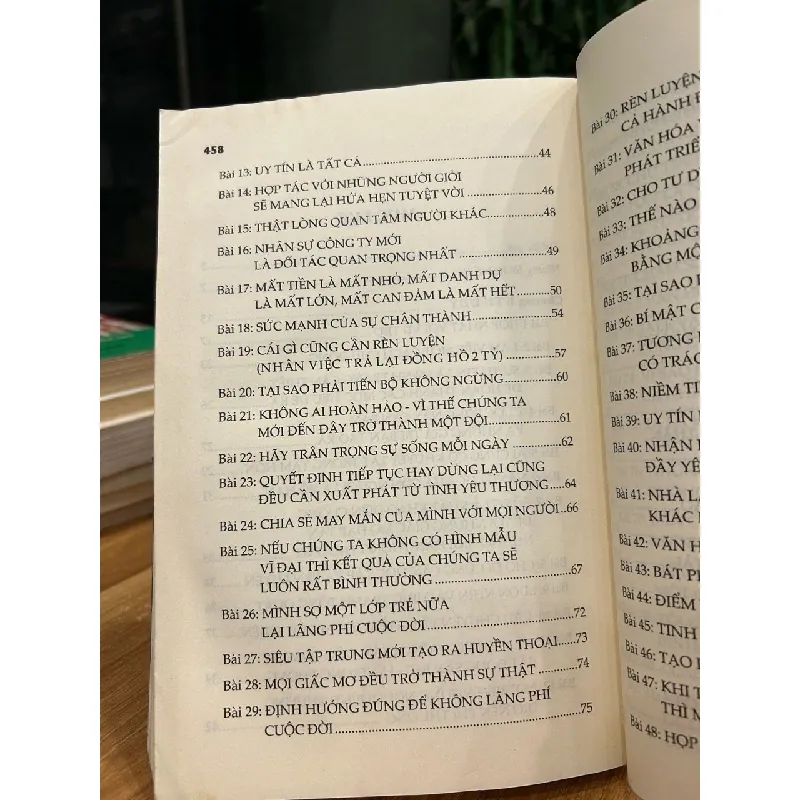 458
Bài 13: UY TÍN LÀ TẤT CẢ ........ 44
Bài 14: HỢP TÁC VỚI NHỮNG NGƯỜI GIỎI
SẼ MANG LẠI HỨA HẸN TUYỆT VỜI ........ 46
Bài 15: THẬT LÒNG QUAN TÂM NGƯỜI KHÁC ........ 48
Bài 16: NHÂN SỰ CÔNG TY MỚI
LÀ ĐỐI TÁC QUAN TRỌNG NHẤT ........ 49
Bài 17: MẤT TIỀN LÀ MẤT NHỎ, MẤT DANH DỰ
LÀ MẤT LỚN, MẤT CAN ĐẢM LÀ MẤT HẾT ........ 50
Bài 18: SỨC MẠNH CỦA SỰ CHÂN THÀNH ........ 54
Bài 19: CÁI GÌ CŨNG CẦN RÈN LUYỆN
(NHÂN VIỆC TRẢ LẠI ĐỒNG HỒ 2 TỶ) ........ 57
Bài 20: TẠI SAO PHẢI TIẾN BỘ KHÔNG NGỪNG ........ 60
Bài 21: KHÔNG AI HOÀN HẢO - VÌ THẾ CHÚNG TA
MỚI ĐẾN ĐÂY TRỞ THÀNH MỘT ĐỘI ........ 61
Bài 22: HÃY TRÂN TRỌNG SỰ SỐNG MỖI NGÀY ........ 62
Bài 23: QUYẾT ĐỊNH TIẾP TỤC HAY DỪNG LẠI CŨNG
ĐỀU CẦN XUẤT PHÁT TỪ TÌNH YÊU THƯƠNG ........ 64
Bài 24: CHIA SẺ MAY MẮN CỦA MÌNH VỚI MỌI NGƯỜI .. 66
Bài 25: NẾU CHÚNG TA KHÔNG CÓ HÌNH MẪU
VĨ ĐẠI THÌ KẾT QUẢ CỦA CHÚNG TA SẼ
LUÔN RẤT BÌNH THƯỜNG ........ 67
Bài 26: MÌNH SỢ MỘT LỚP TRẺ NỮA
LẠI LÃNG PHÍ CUỘC ĐỜI ........ 72
Bài 27: SIÊU TẬP TRUNG MỚI TẠO RA HUYỀN THOẠI ........ 73
Bài 28: MỌI GIẤC MƠ ĐỀU TRỞ THÀNH SỰ THẬT ........ 74
Bài 29: ĐỊNH HƯỚNG ĐÚNG ĐỂ KHÔNG LÃNG PHÍ
CUỘC ĐỜI ........ 75
Bài 30: RÈN LUYỆN
CẢ HÀNH
Bài 31: VĂN HÓA
PHÁT TRIỂ
Bài 32: CHO TƯ
Bài 33: THẾ NÀO
Bài 34: KHOẢNG
BẰNG MỘ
Bài 35: TẠI SAO
Bài 36: BÍ MẬT
Bài 37: TƯƠNG
CÓ TRÁC
Bài 38: NIỀM
Bài 39: UY TÍN
Bài 40: NHẬN
ĐẦY YÊ
Bài 41: NHÀ
KHÁC
Bài 42: VĂN
Bài 43: BÁT
Bài 44: ĐIỂM
Bài 45: TINH
Bài 46: TẠO
Bài 47: KHI
THÌ
Bài 48: HỌP